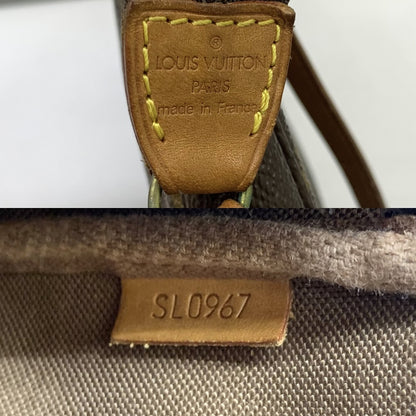 ®
LOUIS VUITTON
PARIS
made in France
SL0967